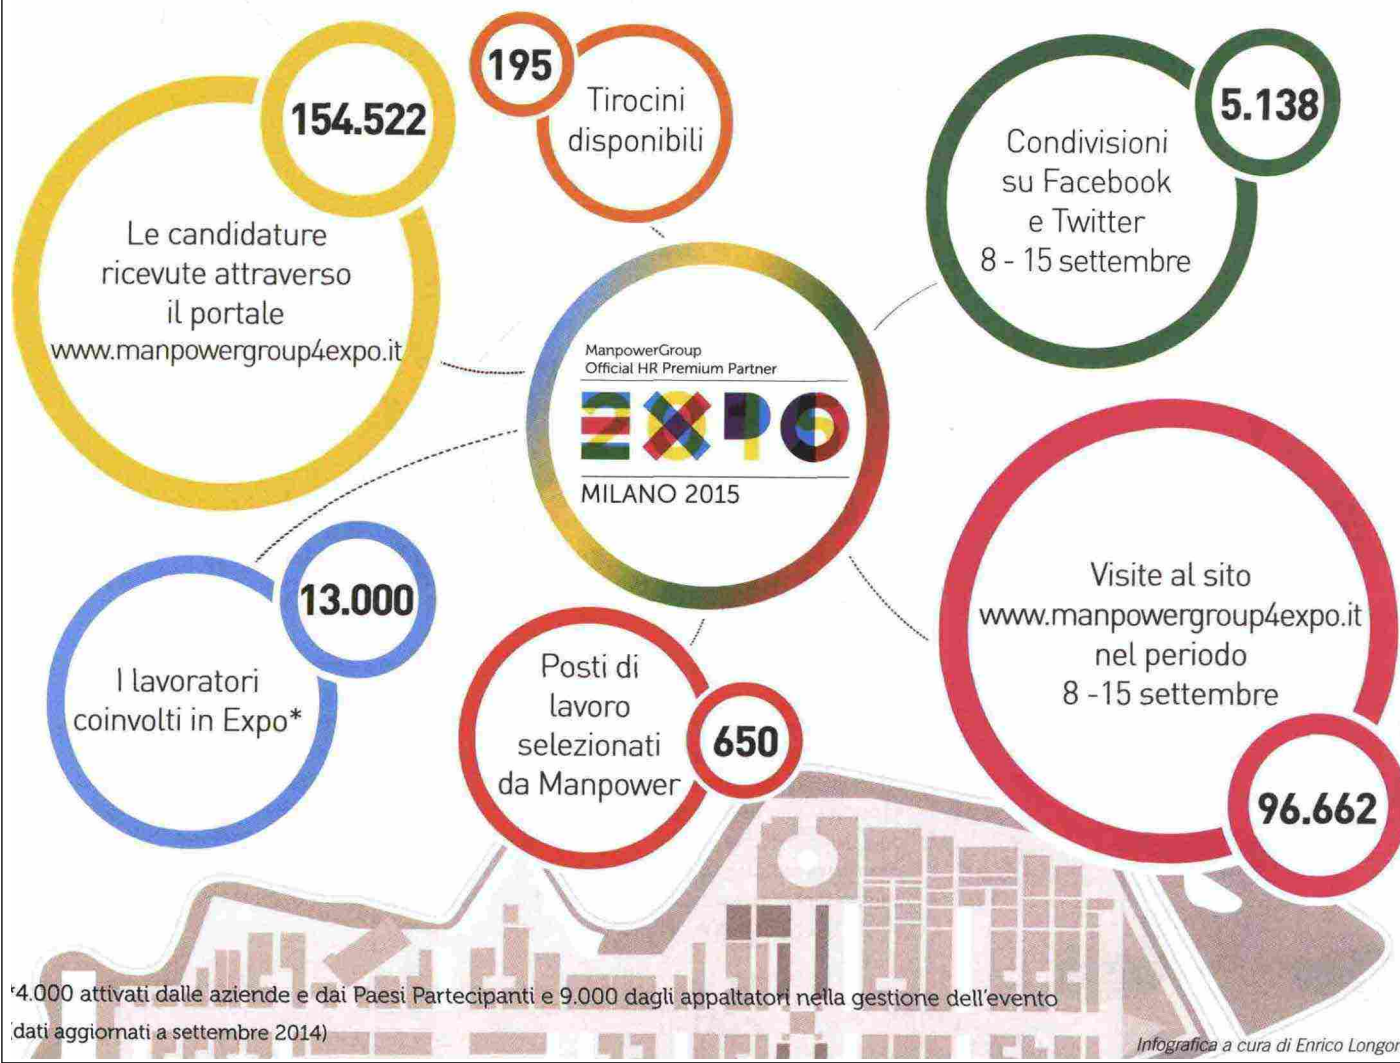 154.522
Le candidature
ricevute attraverso
il portale
www.manpowergroup4expo.it
195
Tirocini
disponibili
5.138
Condivisioni
su Facebook
e Twitter
8 - 15 settembre
ManpowerGroup
Official HR Premium Partner
EXPO
2015
MILANO 2015
13.000
I lavoratori
coinvolti in Expo*
Posti di
lavoro
selezionati
da Manpower
650
Visite al sito
www.manpowergroup4expo.it
nel periodo
8 -15 settembre
96.662
*4.000 attivati dalle aziende e dai Paesi Partecipanti e 9.000 dagli appaltatori nella gestione dell'evento
(dati aggiornati a settembre 2014)
Infografica a cura di Enrico Longon